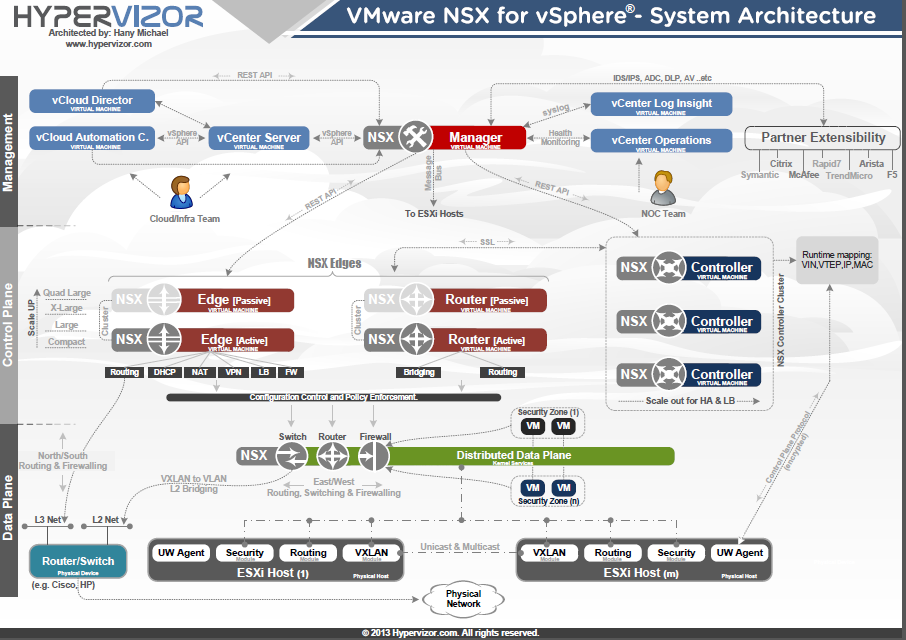 HYPERVIZOR
Architected by: Hany Michael
www.hypervizor.com
VMware NSX for vSphere®- System Architecture
Management
REST API
IDS/IPS, ADC, DLP, AV ..etc
vCloud Director
VIRTUAL MACHINE
vCloud Automation C.
VIRTUAL MACHINE
vSphere
API
vCenter Server
VIRTUAL MACHINE
vSphere
API
NSX
Manager
VIRTUAL MACHINE
syslog
Health
Monitoring
vCenter Log Insight
VIRTUAL MACHINE
vCenter Operations
VIRTUAL MACHINE
Partner Extensibility
Citrix
Rapid7
Arista
Symantic
McAfee
TrendMicro
F5
Cloud/Infra Team
REST API
Message
Bus
To ESXi Hosts
REST API
NOC Team
Control Plane
SSL
NSX Edges
Scale UP
Quad Large
X-Large
Large
Compact
Cluster
NSX
Edge [Passive]
VIRTUAL MACHINE
NSX
Edge [Active]
VIRTUAL MACHINE
Routing
DHCP
NAT
VPN
LB
FW
Cluster
NSX
Router [Passive]
VIRTUAL MACHINE
NSX
Router [Active]
VIRTUAL MACHINE
Bridging
Routing
NSX
Controller
VIRTUAL MACHINE
NSX
Controller
VIRTUAL MACHINE
NSX
Controller
VIRTUAL MACHINE
Scale out for HA & LB
NSX Controller Cluster
Runtime mapping:
VIN,VTEP,IP,MAC
Configuration Control and Policy Enforcement.
Data Plane
North/South
Routing & Firewalling
Switch
Router
Firewall
NSX
Distributed Data Plane
Kernel Services
Security Zone (1)
VM
VM
VM
VM
Security Zone (n)
Control Plane Protocol
(encrypted)
VXLAN to VLAN
L2 Bridging
East/West
Routing, Switching & Firewalling
L3 Net
L2 Net
Router/Switch
Physical Device
(e.g. Cisco, HP)
UW Agent
Security
Module
Routing
Module
VXLAN
Module
ESXi Host (1)
Physical Host
Unicast & Multicast
VXLAN
Module
Routing
Module
Security
Module
UW Agent
ESXi Host (m)
Physical Host
Physical
Network
© 2013 Hypervizor.com. All rights reserved.